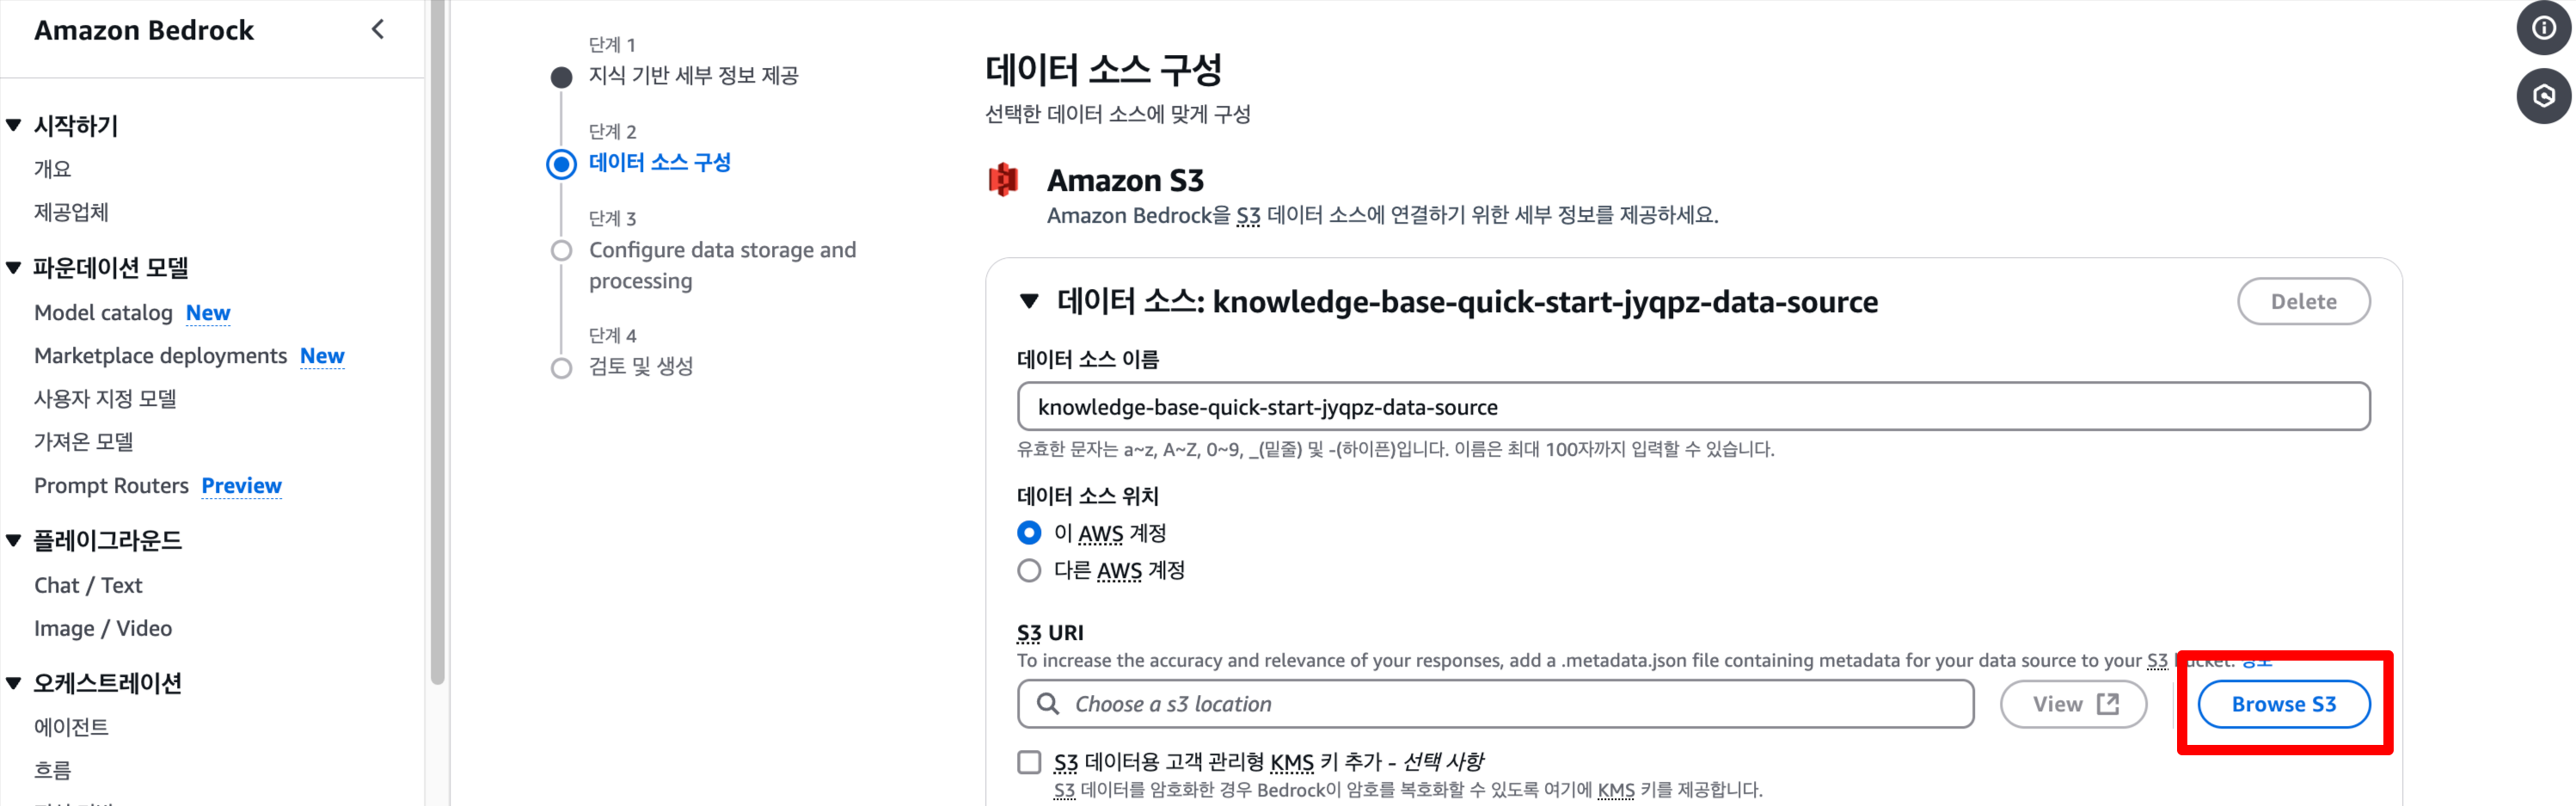 Amazon Bedrock
시작하기
개요
제공업체
파운데이션 모델
Model catalog New
Marketplace deployments New
사용자 지정 모델
가져온 모델
Prompt Routers Preview
플레이그라운드
Chat / Text
Image / Video
오케스트레이션
에이전트
흐름
단계 1
지식 기반 세부 정보 제공
단계 2
데이터 소스 구성
단계 3
Configure data storage and
processing
단계 4
검토 및 생성
데이터 소스 구성
선택한 데이터 소스에 맞게 구성
Amazon S3
Amazon Bedrock을 S3 데이터 소스에 연결하기 위한 세부 정보를 제공하세요.
데이터 소스: knowledge-base-quick-start-jyqpz-data-source
Delete
데이터 소스 이름
knowledge-base-quick-start-jyqpz-data-source
유효한 문자는 a~z, A~Z, 0~9, _(밑줄) 및 -(하이픈)입니다. 이름은 최대 100자까지 입력할 수 있습니다.
데이터 소스 위치
이 AWS 계정
다른 AWS 계정
S3 URI
To increase the accuracy and relevance of your responses, add a .metadata.json file containing metadata for your data source to your S3
Choose a s3 location
View
Browse S3
S3 데이터용 고객 관리형 KMS 키 추가 - 선택 사항
S3 데이터를 암호화한 경우 Bedrock이 암호를 복호화할 수 있도록 여기에 KMS 키를 제공합니다.